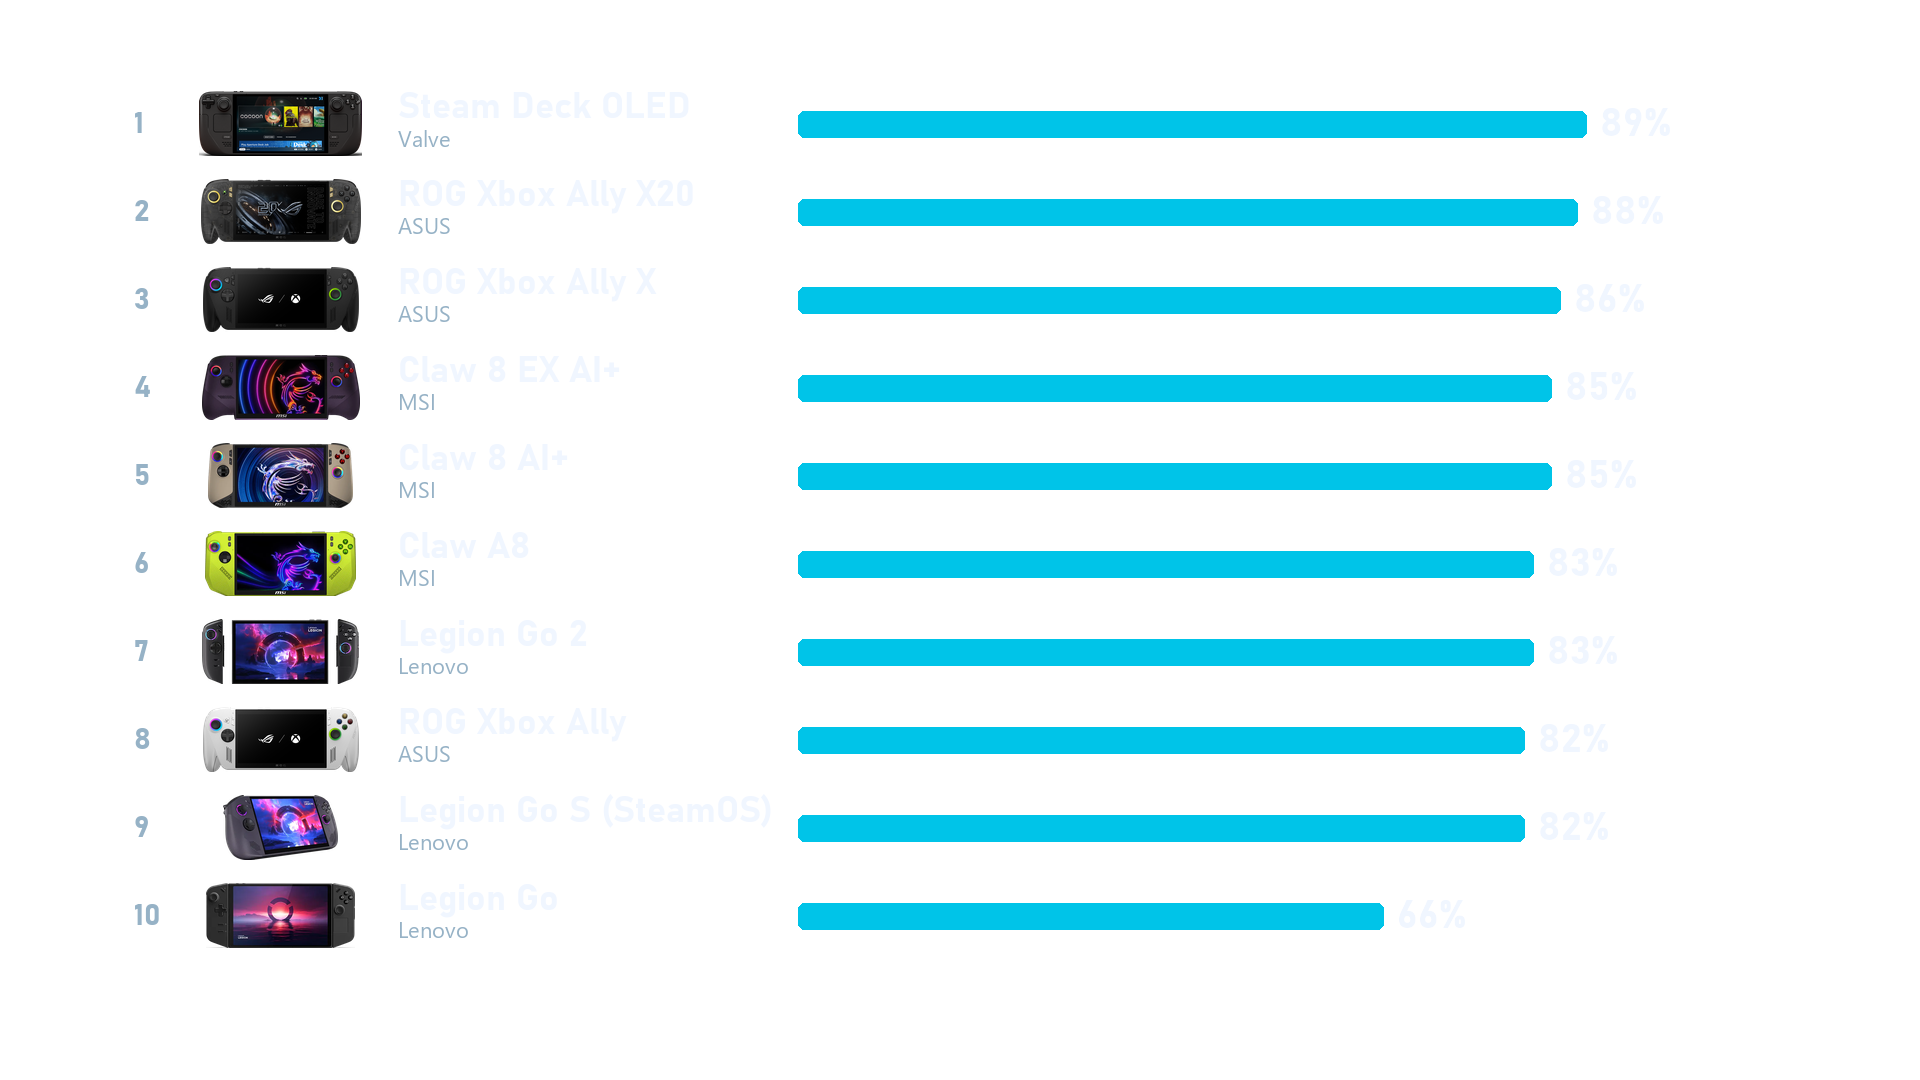 1
Steam Deck OLED
Valve
89%
2
ROG Xbox Ally X20
ASUS
88%
3
ROG Xbox Ally X
ASUS
86%
4
Claw 8 EX AI+
MSI
85%
5
Claw 8 AI+
MSI
85%
6
Claw A8
MSI
83%
7
Legion Go 2
Lenovo
83%
8
ROG Xbox Ally
ASUS
82%
9
Legion Go S (SteamOS)
Lenovo
82%
10
Legion Go
Lenovo
66%